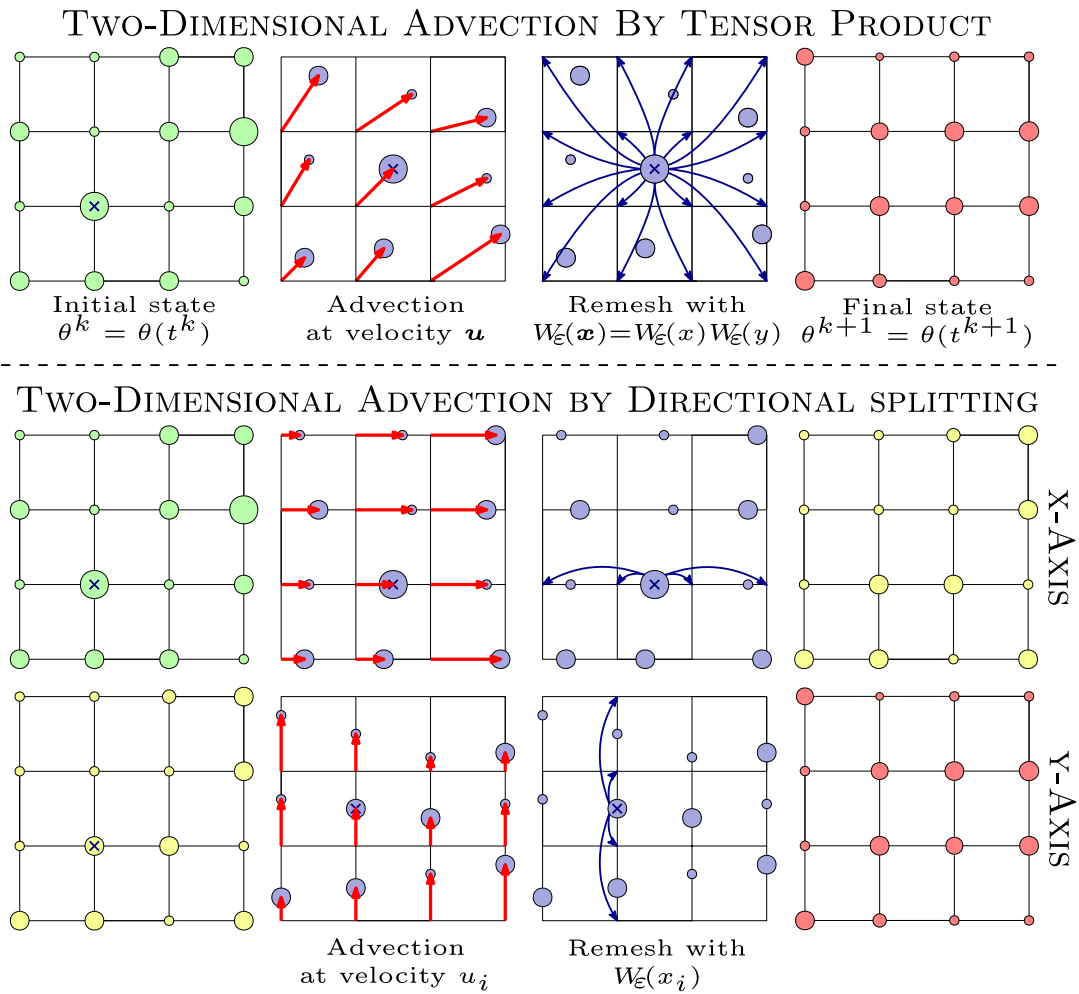 Two-Dimensional Advection By Tensor Product
Initial state
θ^k = θ(t^k)
Advection
at velocity u
Remesh with
W_ε(x)=W_ε(x)W_ε(y)
Final state
θ^{k+1} = θ(t^{k+1})
Two-Dimensional Advection by Directional splitting
x-Axis
y-Axis
Advection
at velocity u_i
Remesh with
W_ε(x_i)